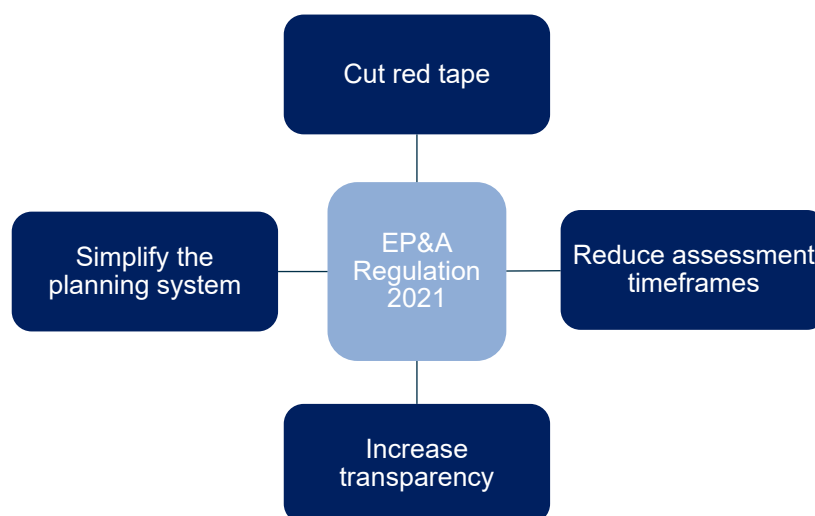 Cut red tape
Simplify the
planning system
EP&A
Regulation
2021
Reduce assessment
timeframes
Increase
transparency